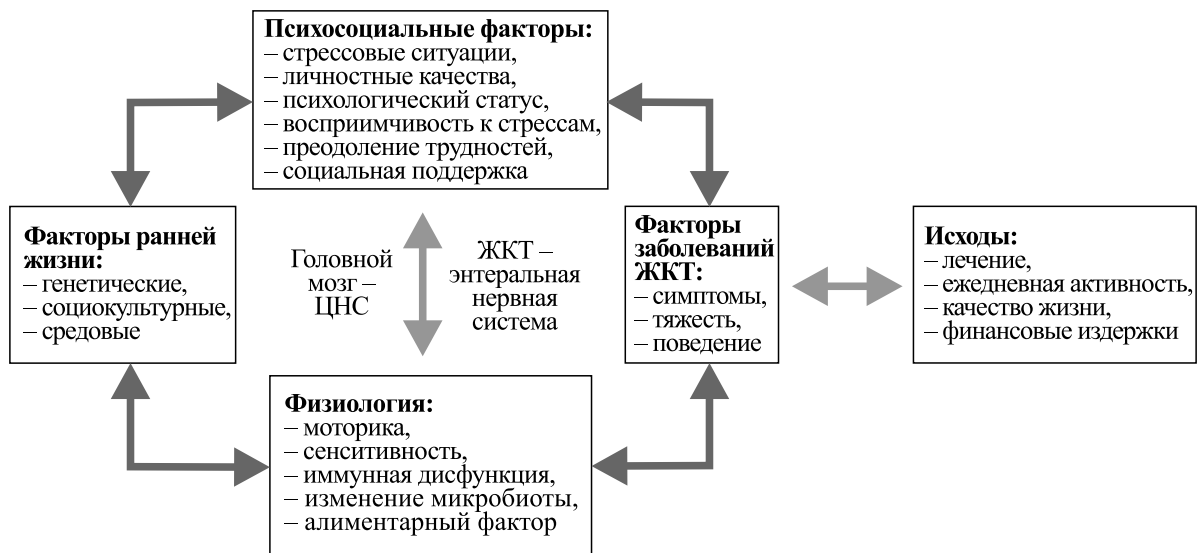 Психосоциальные факторы:
– стрессовые ситуации,
– личностные качества,
– психологический статус,
– восприимчивость к стрессам,
– преодоление трудностей,
– социальная поддержка
Факторы ранней
жизни:
– генетические,
– социокультурные,
– средовые
Головной
мозг –
ЦНС
ЖКТ –
энтеральная
нервная
система
Факторы
заболеваний
ЖКТ:
– симптомы,
– тяжесть,
– поведение
Исходы:
– лечение,
– ежедневная активность,
– качество жизни,
– финансовые издержки
Физиология:
– моторика,
– сенситивность,
– иммунная дисфункция,
– изменение микробиоты,
– алиментарный фактор